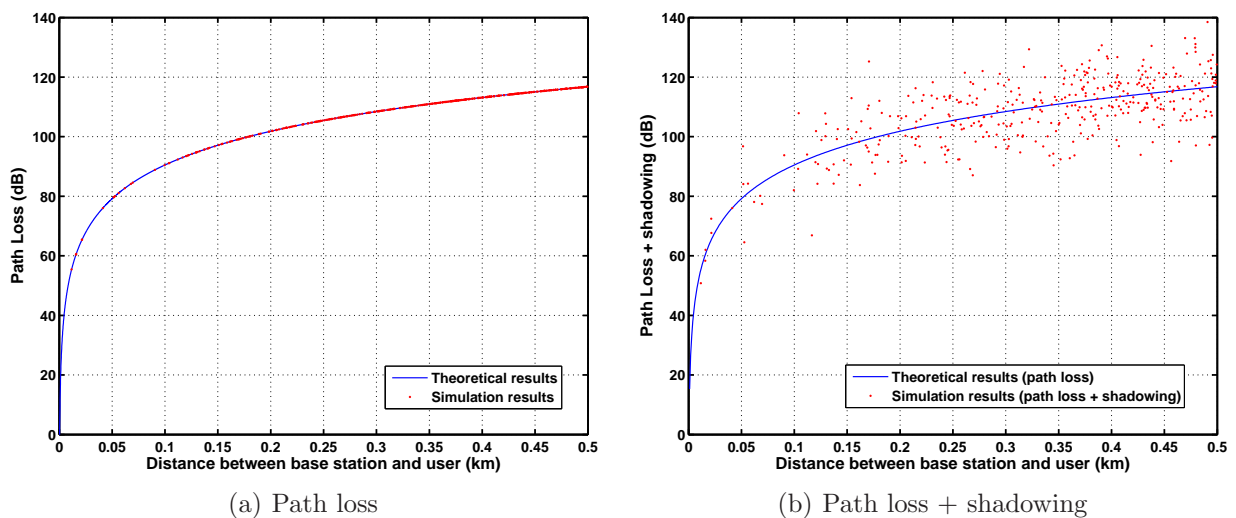 140
120
100
80
60
40
20
0
Path Loss (dB)
0 0.05 0.1 0.15 0.2 0.25 0.3 0.35 0.4 0.45 0.5
Distance between base station and user (km)
Theoretical results
Simulation results
(a) Path loss
140
120
100
80
60
40
20
0
Path Loss + shadowing (dB)
0 0.05 0.1 0.15 0.2 0.25 0.3 0.35 0.4 0.45 0.5
Distance between base station and user (km)
Theoretical results (path loss)
Simulation results (path loss + shadowing)
(b) Path loss + shadowing